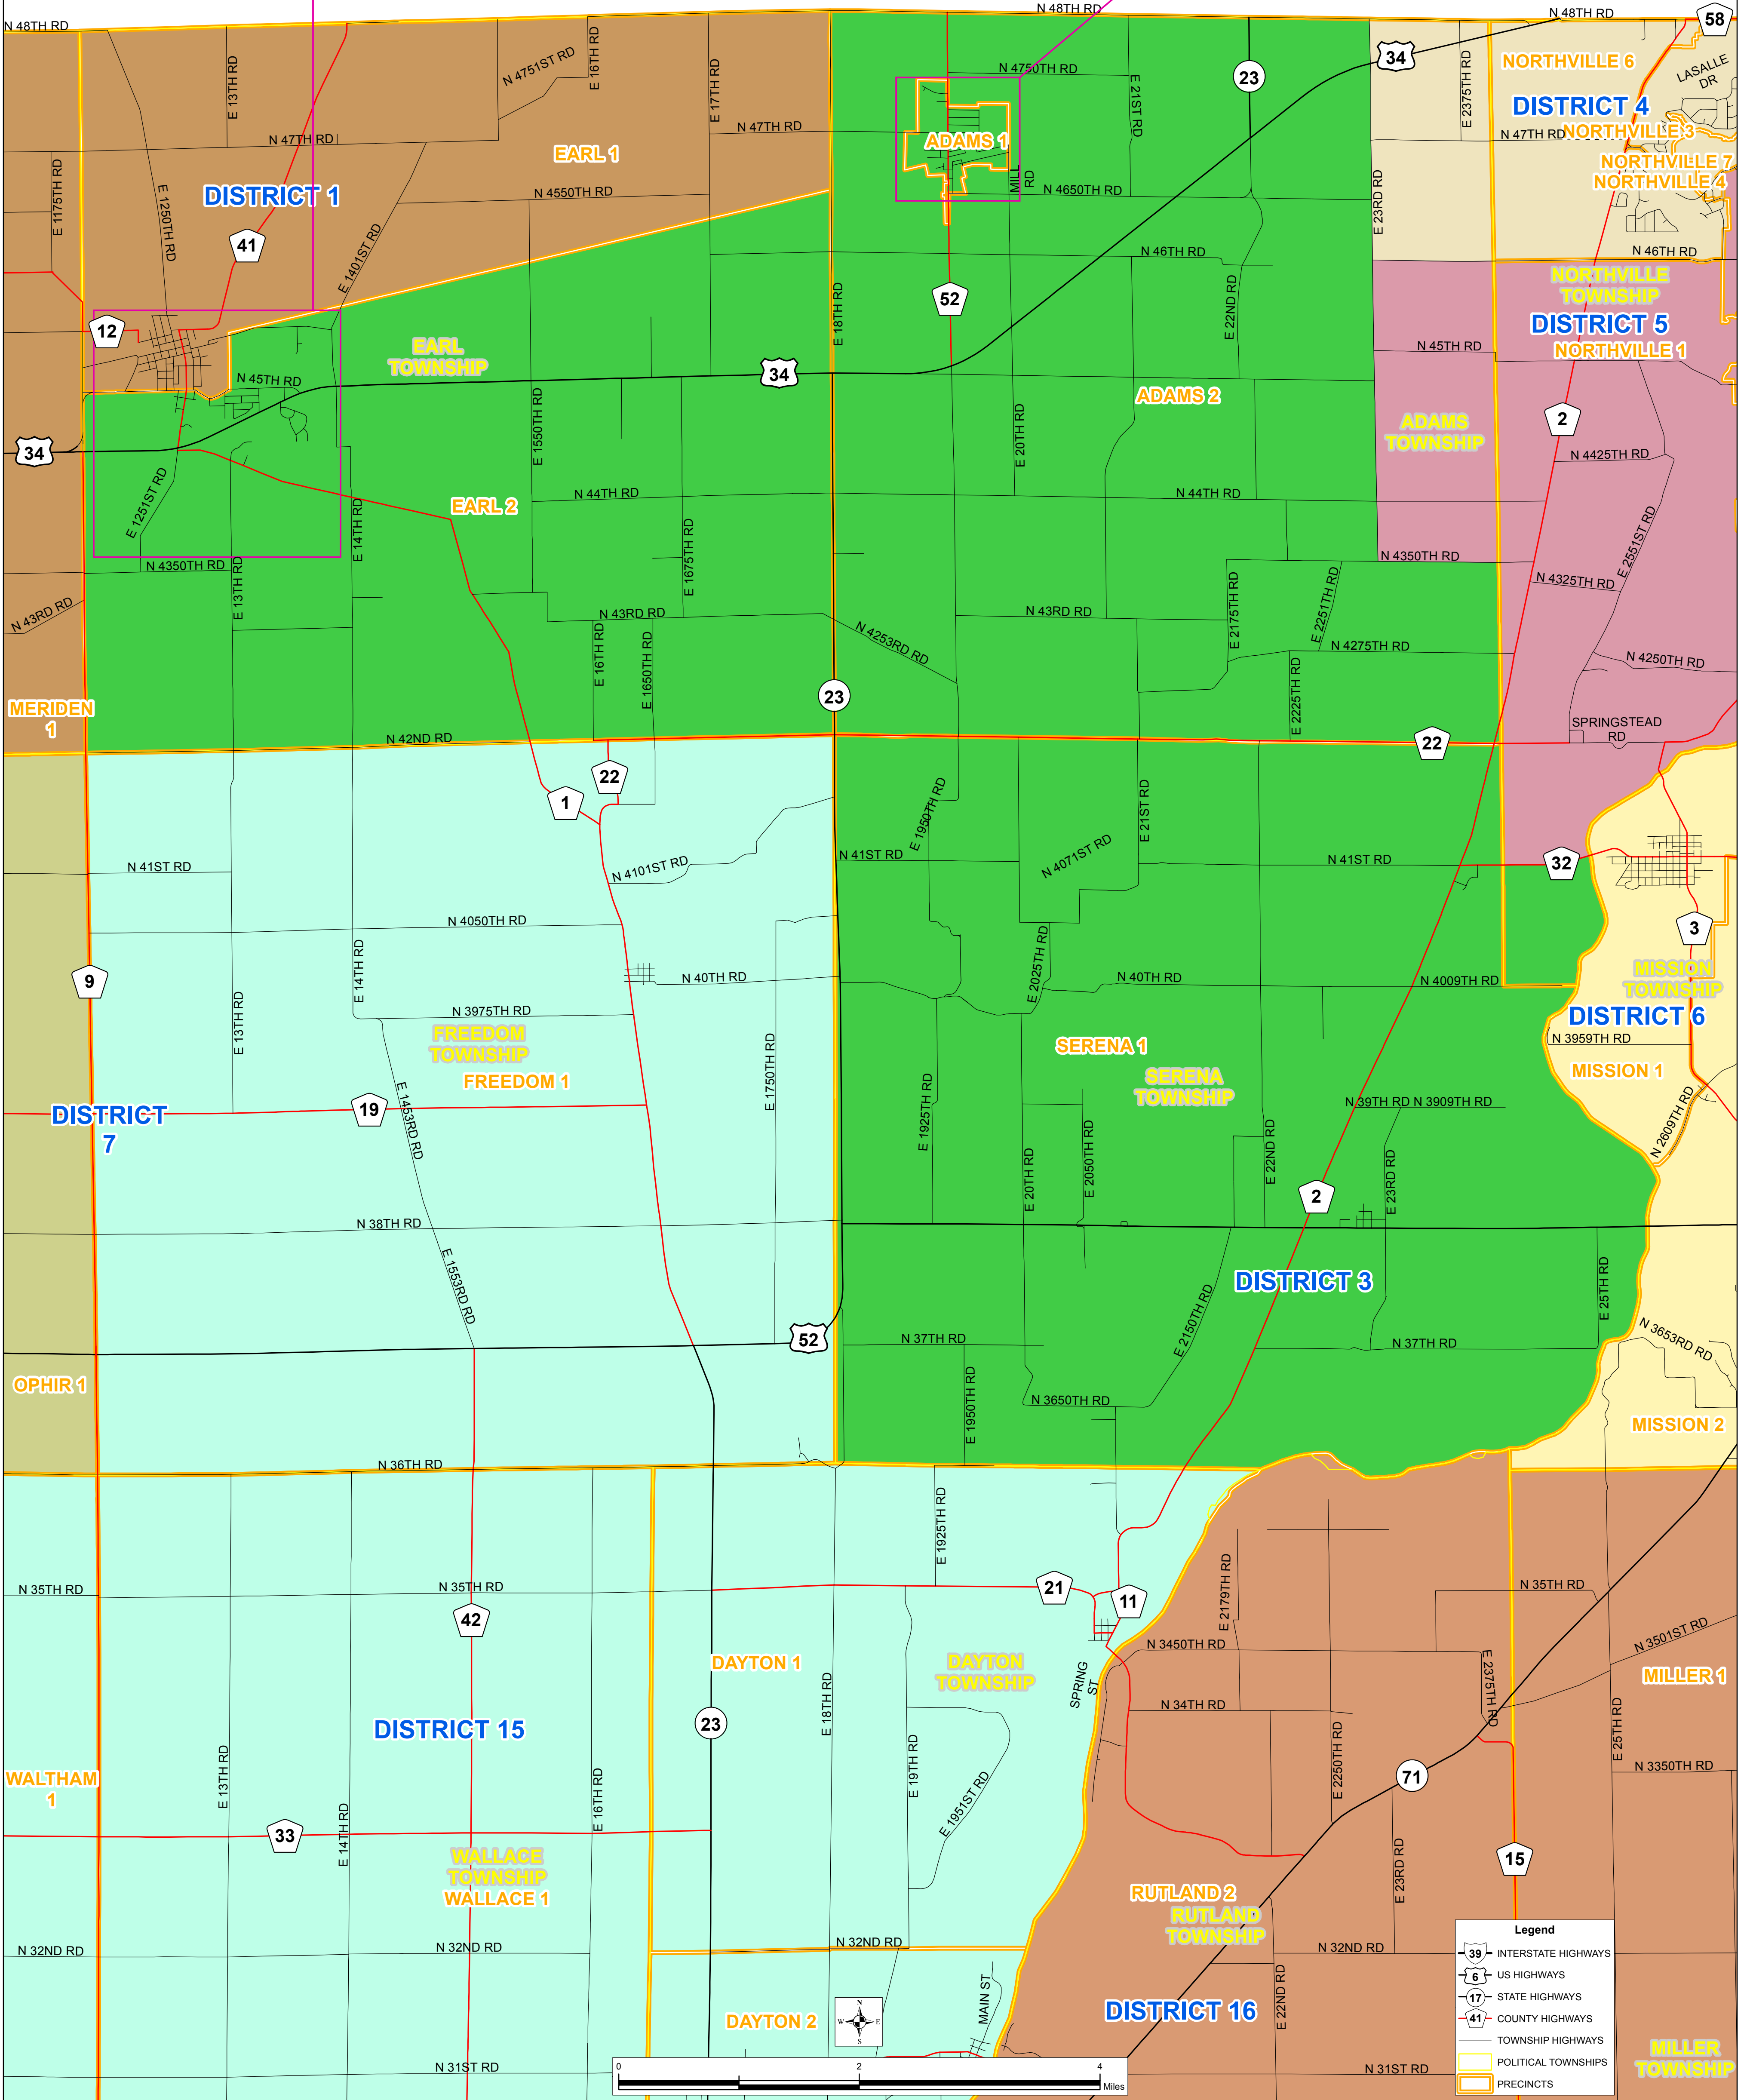 N 48TH RD
N 48TH RD
N 48TH RD
58
34
23
NORTHVILLE 6
LASALLE
DR
DISTRICT 4
N 4751ST RD
E 16TH RD
E 13TH RD
E 17TH RD
N 4750TH RD
E 21ST RD
E 2375TH RD
N 47TH RD
N 47TH RD
N 47TH RD
NORTHVILLE 3
NORTHVILLE 7
NORTHVILLE 4
EARL 1
ADAMS 1
E 1175TH RD
E 1250TH RD
DISTRICT 1
N 4550TH RD
MILL
RD
N 4650TH RD
E 23RD RD
41
E 1401ST RD
N 46TH RD
N 46TH RD
NORTHVILLE
TOWNSHIP
DISTRICT 5
NORTHVILLE 1
52
E 18TH RD
E 22ND RD
12
EARL
TOWNSHIP
34
N 45TH RD
N 45TH RD
ADAMS 2
ADAMS
TOWNSHIP
2
34
E 1550TH RD
E 20TH RD
N 4425TH RD
E 1251ST RD
EARL 2
N 44TH RD
N 44TH RD
E 14TH RD
E 1675TH RD
E 2551ST RD
N 4350TH RD
N 4350TH RD
E 13TH RD
N 4325TH RD
N 43RD RD
N 43RD RD
N 43RD RD
E 2175TH RD
E 2251TH RD
N 4253RD RD
E 16TH RD
E 1650TH RD
N 4275TH RD
N 4250TH RD
E 2225TH RD
23
MERIDEN
1
SPRINGSTEAD
RD
N 42ND RD
22
22
1
E 1950TH RD
E 21ST RD
N 41ST RD
N 4101ST RD
N 41ST RD
N 4071ST RD
N 41ST RD
32
N 4050TH RD
3
9
E 14TH RD
N 40TH RD
E 2025TH RD
N 40TH RD
N 4009TH RD
MISSION
TOWNSHIP
DISTRICT 6
N 3975TH RD
E 13TH RD
FREEDOM
TOWNSHIP
FREEDOM 1
E 1750TH RD
SERENA 1
SERENA
TOWNSHIP
N 3959TH RD
MISSION 1
DISTRICT
7
19
E 1453RD RD
E 1925TH RD
N 39TH RD
N 3909TH RD
N 2609TH RD
E 20TH RD
E 2050TH RD
E 22ND RD
E 23RD RD
2
N 38TH RD
E 1553RD RD
DISTRICT 3
E 25TH RD
52
N 37TH RD
E 2150TH RD
N 37TH RD
N 3653RD RD
OPHIR 1
E 1950TH RD
N 3650TH RD
MISSION 2
N 36TH RD
E 1925TH RD
N 35TH RD
N 35TH RD
21
11
E 2179TH RD
N 35TH RD
42
N 3450TH RD
N 3501ST RD
DAYTON 1
DAYTON
TOWNSHIP
SPRING
ST
E 2375TH RD
MILLER 1
N 34TH RD
DISTRICT 15
23
E 18TH RD
E 25TH RD
E 2250TH RD
E 13TH RD
E 16TH RD
E 19TH RD
WALTHAM
1
71
N 3350TH RD
E 1951ST RD
33
E 14TH RD
WALLACE
TOWNSHIP
WALLACE 1
E 23RD RD
15
RUTLAND 2
RUTLAND
TOWNSHIP
N 32ND RD
N 32ND RD
N 32ND RD
N 32ND RD
MAIN ST
E 22ND RD
DAYTON 2
N
W
E
S
DISTRICT 16
N 31ST RD
0
2
4
Miles
N 31ST RD
MILLER
TOWNSHIP
Legend
39 INTERSTATE HIGHWAYS
6 US HIGHWAYS
17 STATE HIGHWAYS
41 COUNTY HIGHWAYS
TOWNSHIP HIGHWAYS
POLITICAL TOWNSHIPS
PRECINCTS